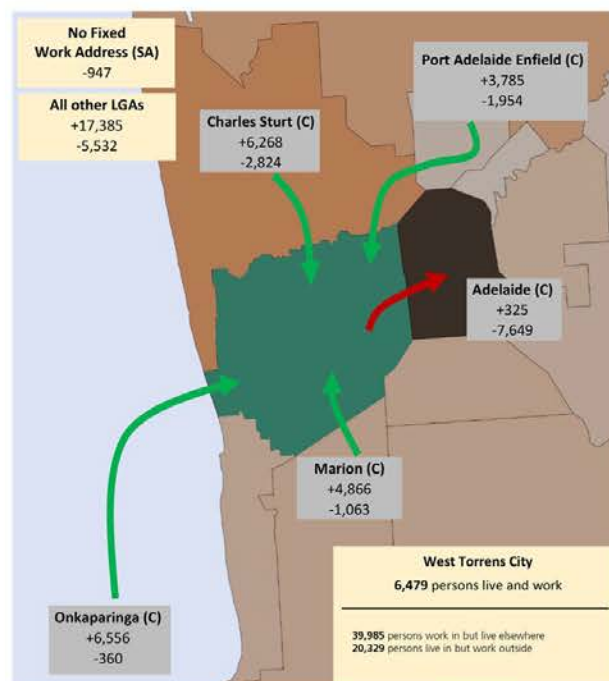 No Fixed
Work Address (SA)
-947
All other LGAs
+17,385
-5,532
Port Adelaide Enfield (C)
+3,785
-1,954
Charles Sturt (C)
+6,268
-2,824
Adelaide (C)
+325
-7,649
Marion (C)
+4,866
-1,063
Onkaparinga (C)
+6,556
-360
West Torrens City
6,479 persons live and work
39,985 persons work in but live elsewhere
20,329 persons live in but work outside